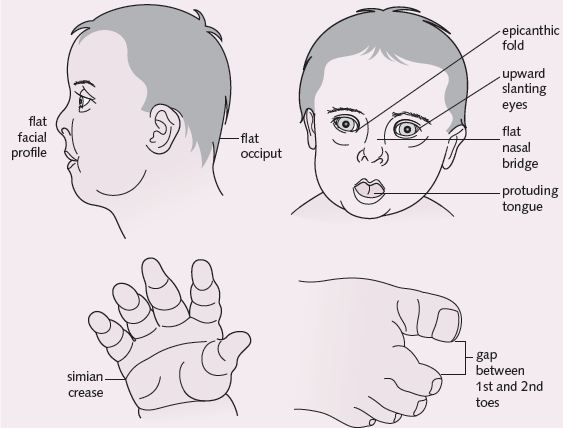 flat
facial
profile
flat
occiput
epicanthic
fold
upward
slanting
eyes
flat
nasal
bridge
protuding
tongue
simian
crease
gap
between
1st and 2nd
toes